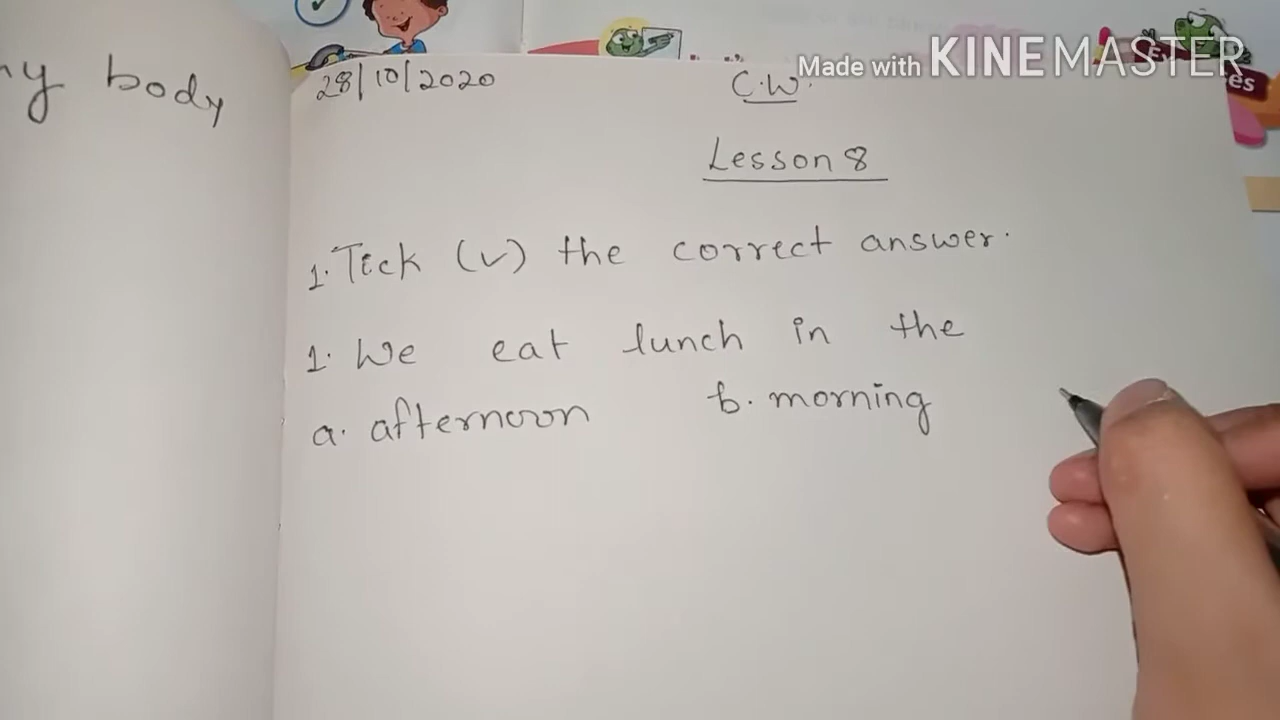 my body
28/10/2020 C.W.
Made with KINEMASTER
Lesson 8
1. Tick (✓) the correct answer.
1. We eat lunch in the
a. afternoon b. morning